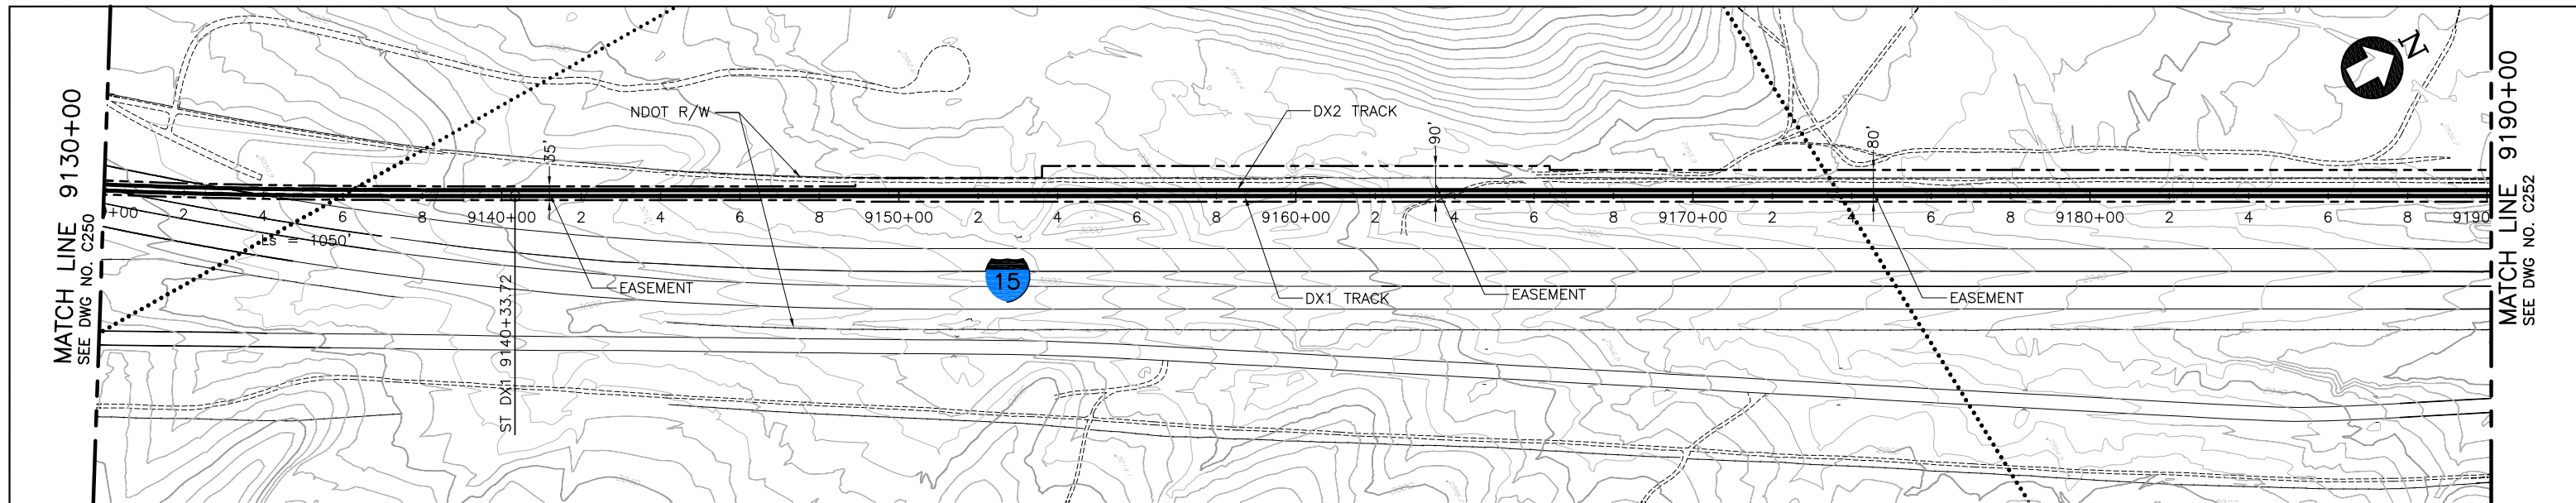 MATCH LINE 9130+00
SEE DWG NO. C250
NDOT R/W
DX2 TRACK
N
35'
90'
80'
+00 2 4 6 8 9140+00 2 4 6 8 9150+00 2 4 6 8 9160+00 2 4 6 8 9170+00 2 4 6 8 9180+00 2 4 6 8 9190
Ls = 1050'
ST DX1 9140+33.72
EASEMENT
15
DX1 TRACK
EASEMENT
EASEMENT
MATCH LINE 9190+00
SEE DWG NO. C252